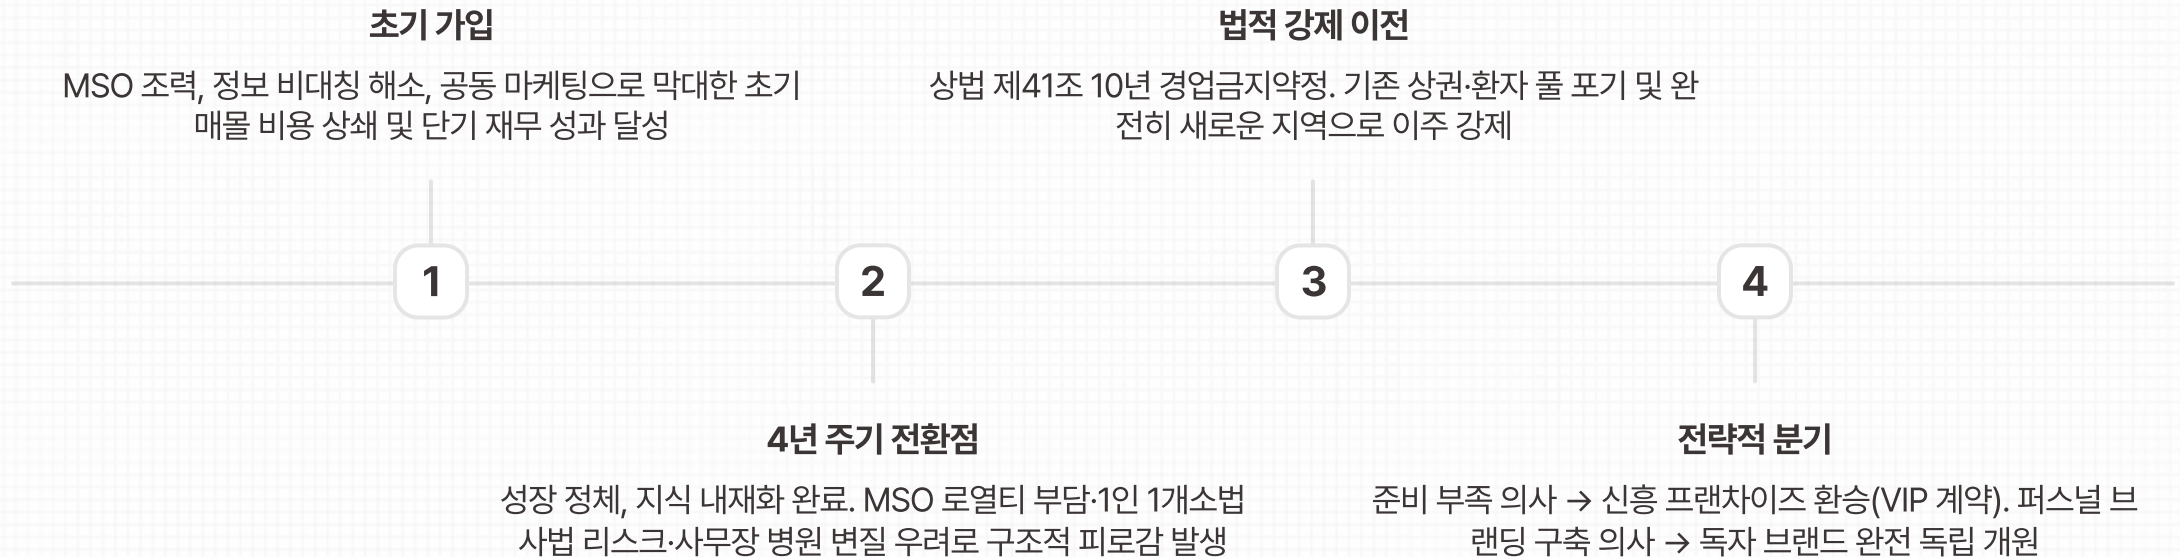 초기 가입
MSO 조력, 정보 비대칭 해소, 공동 마케팅으로 막대한 초기
매몰 비용 상쇄 및 단기 재무 성과 달성
법적 강제 이전
상법 제41조 10년 경업금지약정. 기존 상권·환자 풀 포기 및 완
전히 새로운 지역으로 이주 강제
1
2
3
4
4년 주기 전환점
성장 정체, 지식 내재화 완료. MSO 로열티 부담·1인 1개소법
사법 리스크·사무장 병원 변질 우려로 구조적 피로감 발생
전략적 분기
준비 부족 의사 → 신흥 프랜차이즈 환승(VIP 계약). 퍼스널 브
랜딩 구축 의사 → 독자 브랜드 완전 독립 개원